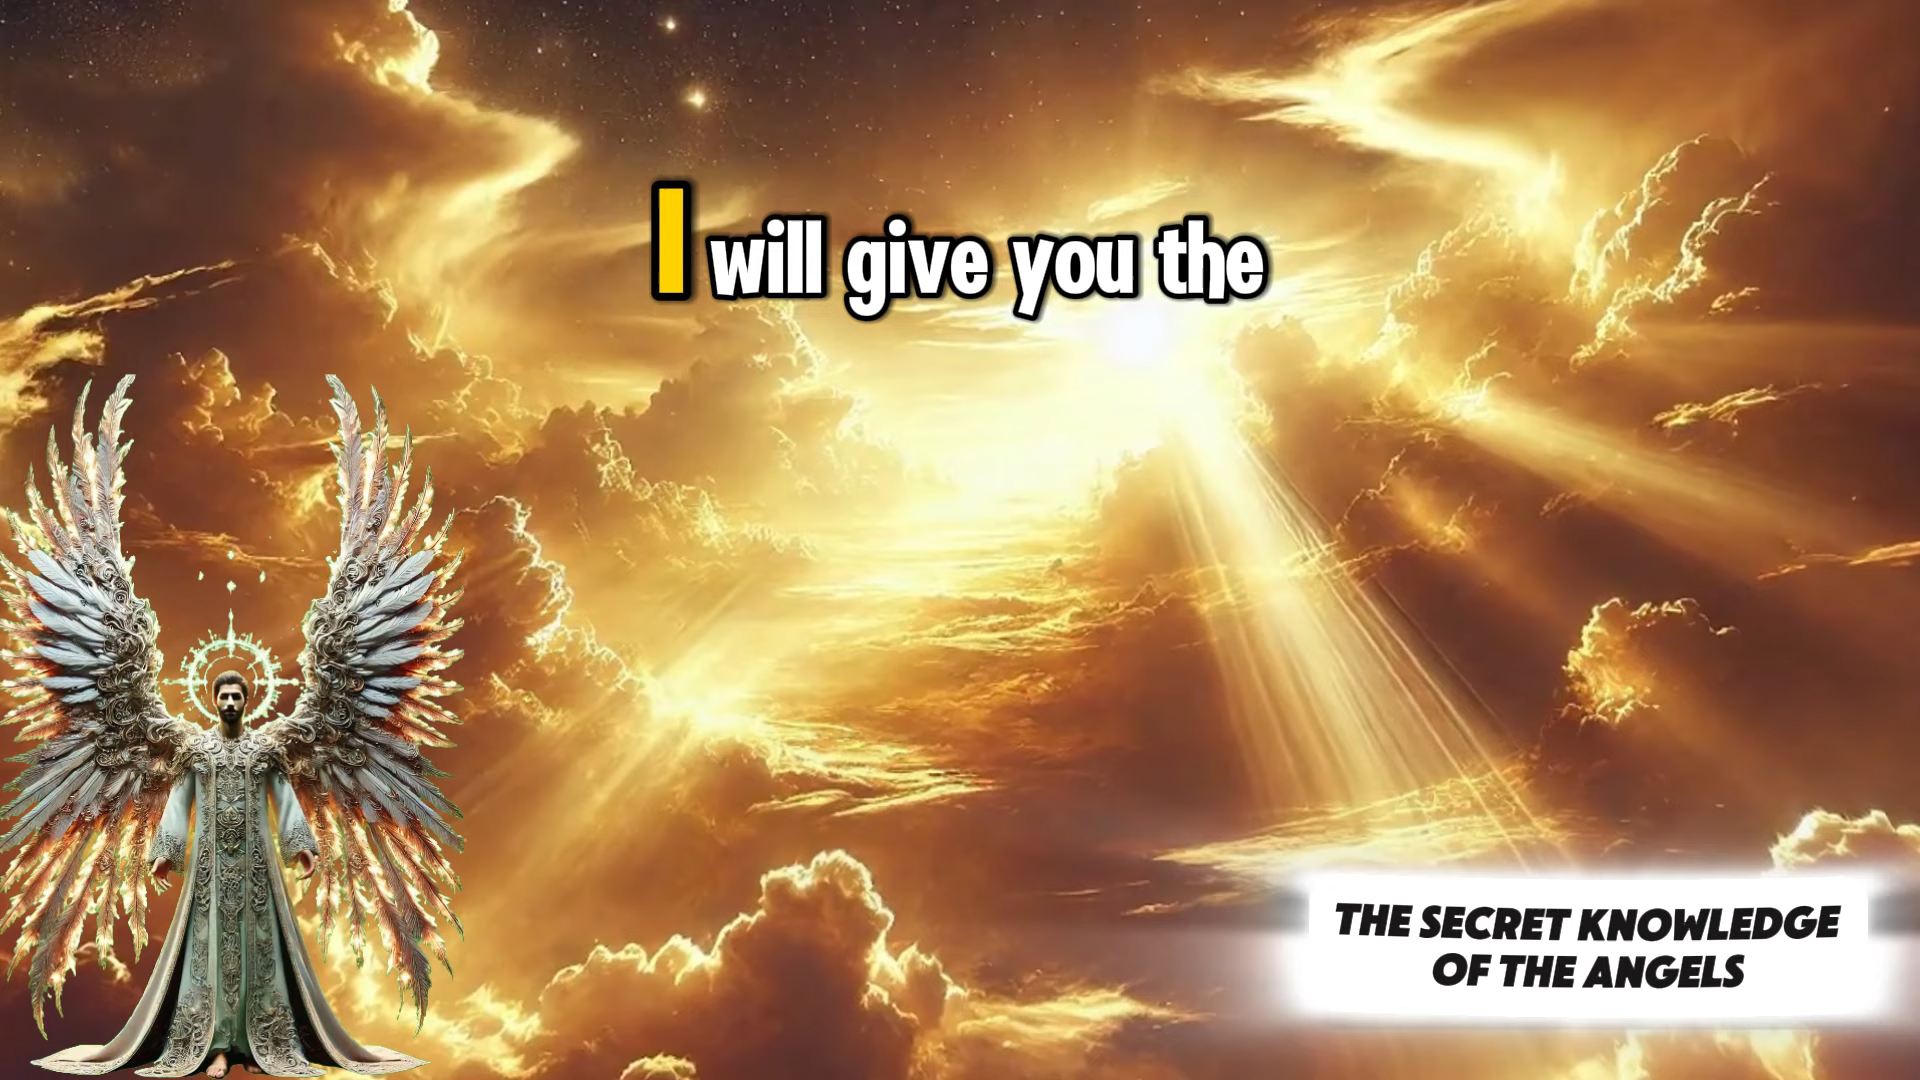 I will give you the
THE SECRET KNOWLEDGE
OF THE ANGELS